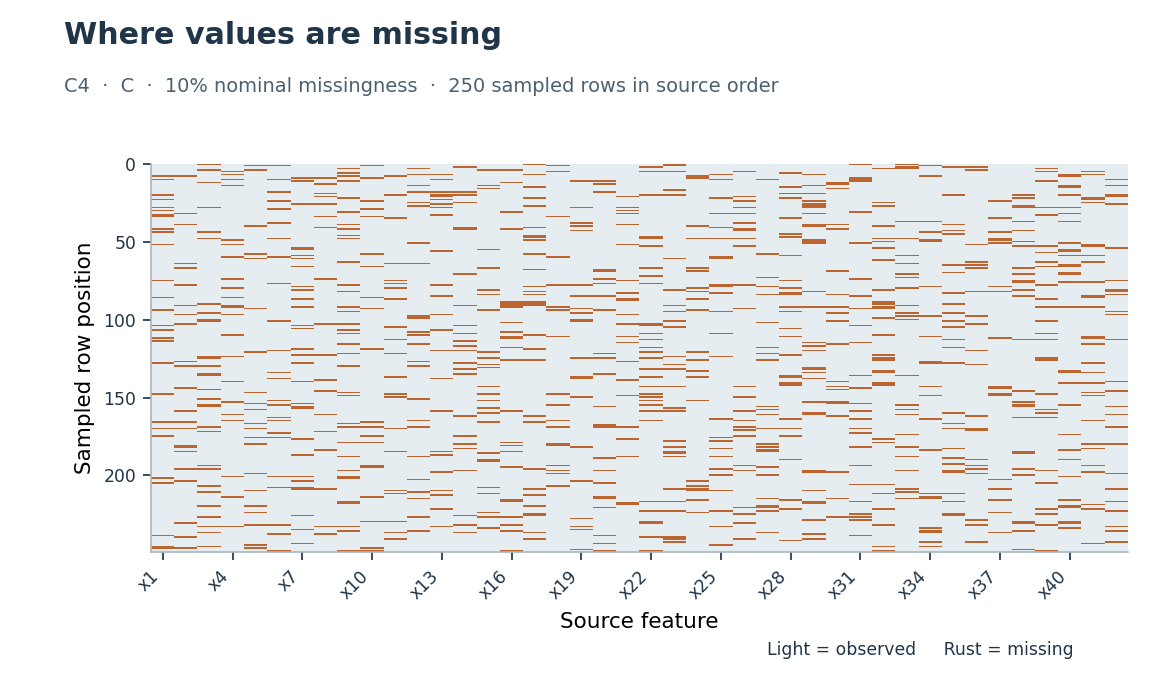 Where values are missing
C4 · C · 10% nominal missingness · 250 sampled rows in source order
Sampled row position
0
50
100
150
200
x1 x4 x7 x10 x13 x16 x19 x22 x25 x28 x31 x34 x37 x40
Source feature
Light = observed Rust = missing